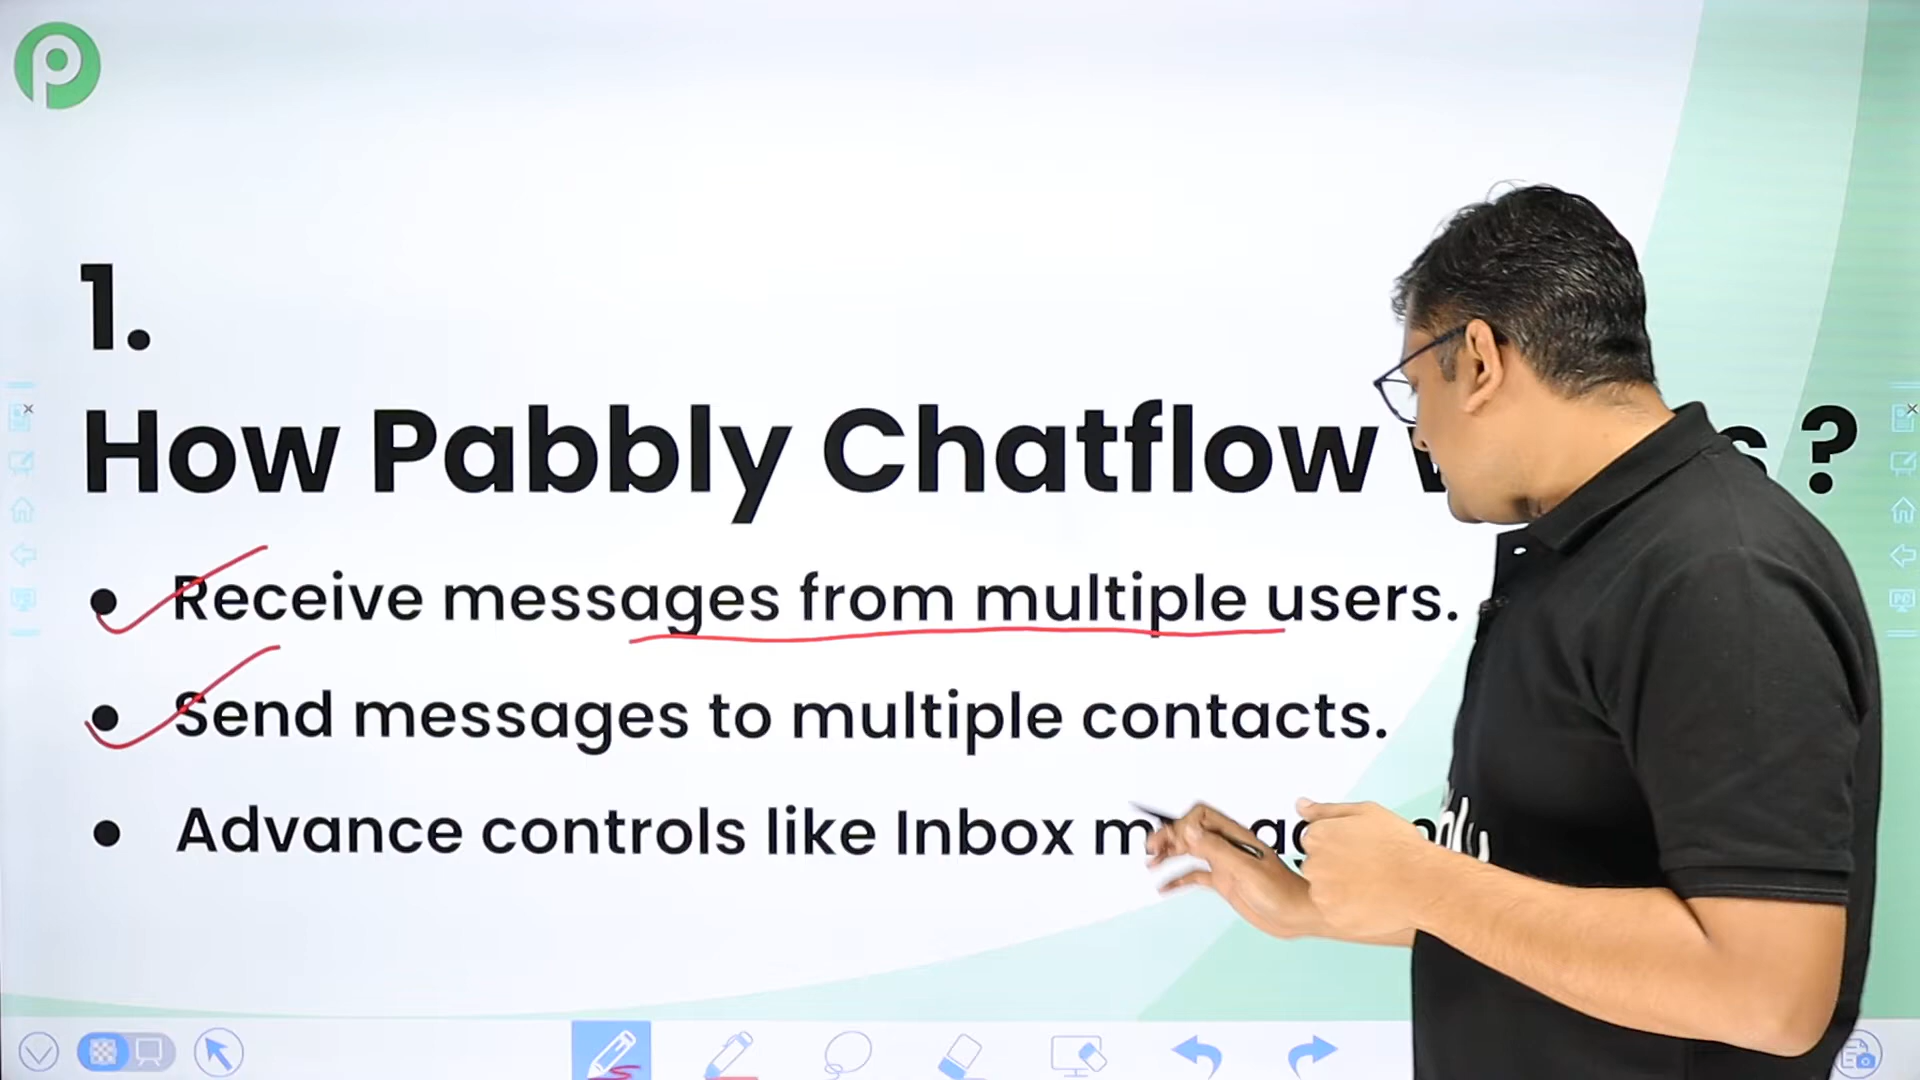 1.
How Pabbly Chatflow ?
Receive messages from multiple users.
Send messages to multiple contacts.
Advance controls like Inbox